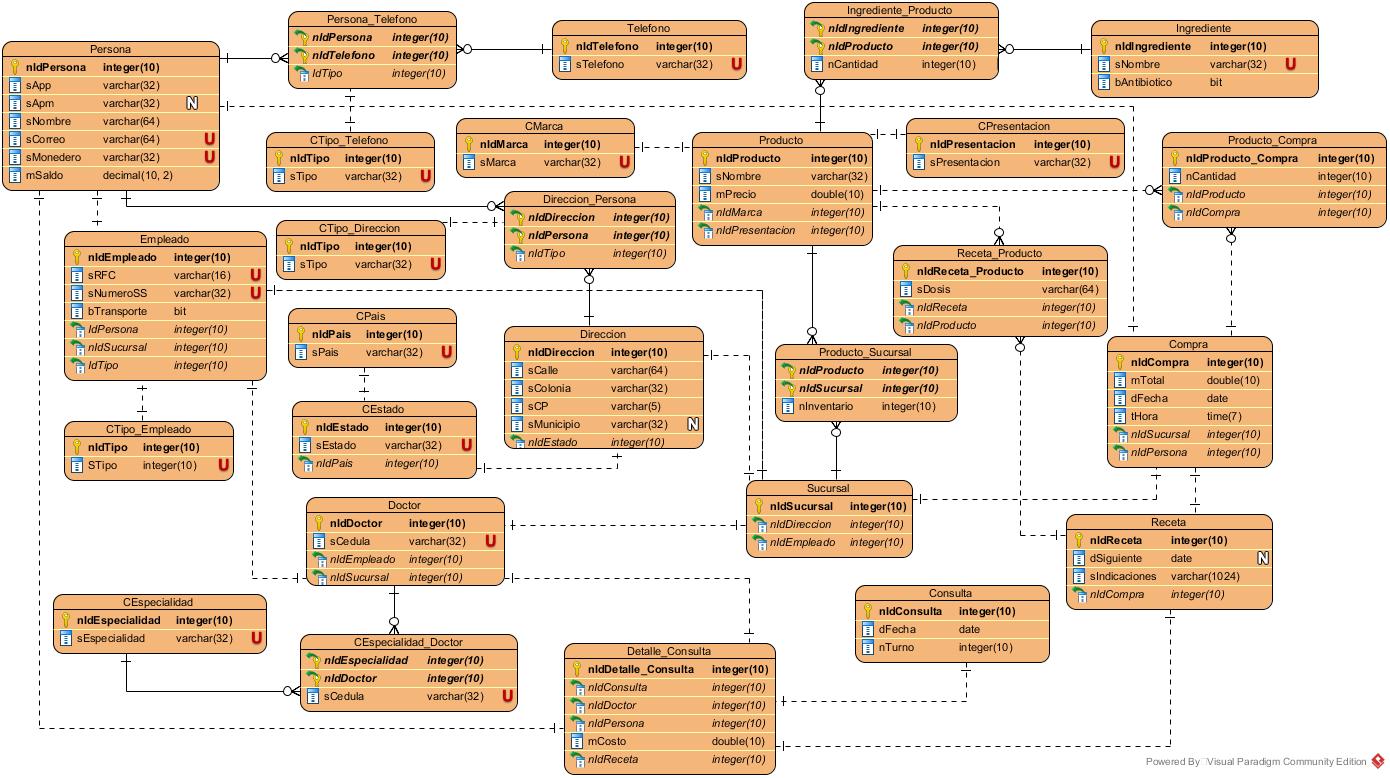 Persona
nIdPersona integer(10)
sApp varchar(32)
sApm varchar(32) N
sNombre varchar(64)
sCorreo varchar(64) U
sMonedero varchar(32) U
mSaldo decimal(10, 2)
Persona_Telefono
nIdPersona integer(10)
nIdTelefono integer(10)
IdTipo integer(10)
Telefono
nIdTelefono integer(10)
sTelefono varchar(32) U
Ingrediente_Producto
nIdIngrediente integer(10)
nIdProducto integer(10)
nCantidad integer(10)
Ingrediente
nIdIngrediente integer(10)
sNombre varchar(32) U
bAntibiotico bit
CTipo_Telefono
nIdTipo integer(10)
sTipo varchar(32) U
CMarca
nIdMarca integer(10)
sMarca varchar(32) U
Producto
nIdProducto integer(10)
sNombre varchar(32)
mPrecio double(10)
nIdMarca integer(10)
nIdPresentacion integer(10)
CPresentacion
nIdPresentacion integer(10)
sPresentacion varchar(32) U
Producto_Compra
nIdProducto_Compra integer(10)
nCantidad integer(10)
nIdProducto integer(10)
nIdCompra integer(10)
Direccion_Persona
nIdDireccion integer(10)
nIdPersona integer(10)
nIdTipo integer(10)
CTipo_Direccion
nIdTipo integer(10)
sTipo varchar(32) U
Empleado
nIdEmpleado integer(10)
sRFC varchar(16) U
sNumeroSS varchar(32) U
bTransporte bit
IdPersona integer(10)
nIdSucursal integer(10)
IdTipo integer(10)
Receta_Producto
nIdReceta_Producto integer(10)
sDosis varchar(64)
nIdReceta integer(10)
nIdProducto integer(10)
CPais
nIdPais integer(10)
sPais varchar(32) U
Direccion
nIdDireccion integer(10)
sCalle varchar(64)
sColonia varchar(32)
sCP varchar(5)
sMunicipio varchar(32) N
nIdEstado integer(10)
Producto_Sucursal
nIdProducto integer(10)
nIdSucursal integer(10)
nInventario integer(10)
Compra
nIdCompra integer(10)
mTotal double(10)
dFecha date
tHora time(7)
nIdSucursal integer(10)
nIdPersona integer(10)
CEstado
nIdEstado integer(10)
sEstado varchar(32) U
nIdPais integer(10)
CTipo_Empleado
nIdTipo integer(10)
STipo integer(10) U
Sucursal
nIdSucursal integer(10)
nIdDireccion integer(10)
nIdEmpleado integer(10)
Doctor
nIdDoctor integer(10)
sCedula varchar(32) U
nIdEmpleado integer(10)
nIdSucursal integer(10)
Receta
nIdReceta integer(10)
dSiguiente date N
sIndicaciones varchar(1024)
nIdCompra integer(10)
Consulta
nIdConsulta integer(10)
dFecha date
nTurno integer(10)
CEspecialidad
nIdEspecialidad integer(10)
sEspecialidad varchar(32) U
CEspecialidad_Doctor
nIdEspecialidad integer(10)
nIdDoctor integer(10)
sCedula varchar(32) U
Detalle_Consulta
nIdDetalle_Consulta integer(10)
nIdConsulta integer(10)
nIdDoctor integer(10)
nIdPersona integer(10)
mCosto double(10)
nIdReceta integer(10)
Powered By Visual Paradigm Community Edition